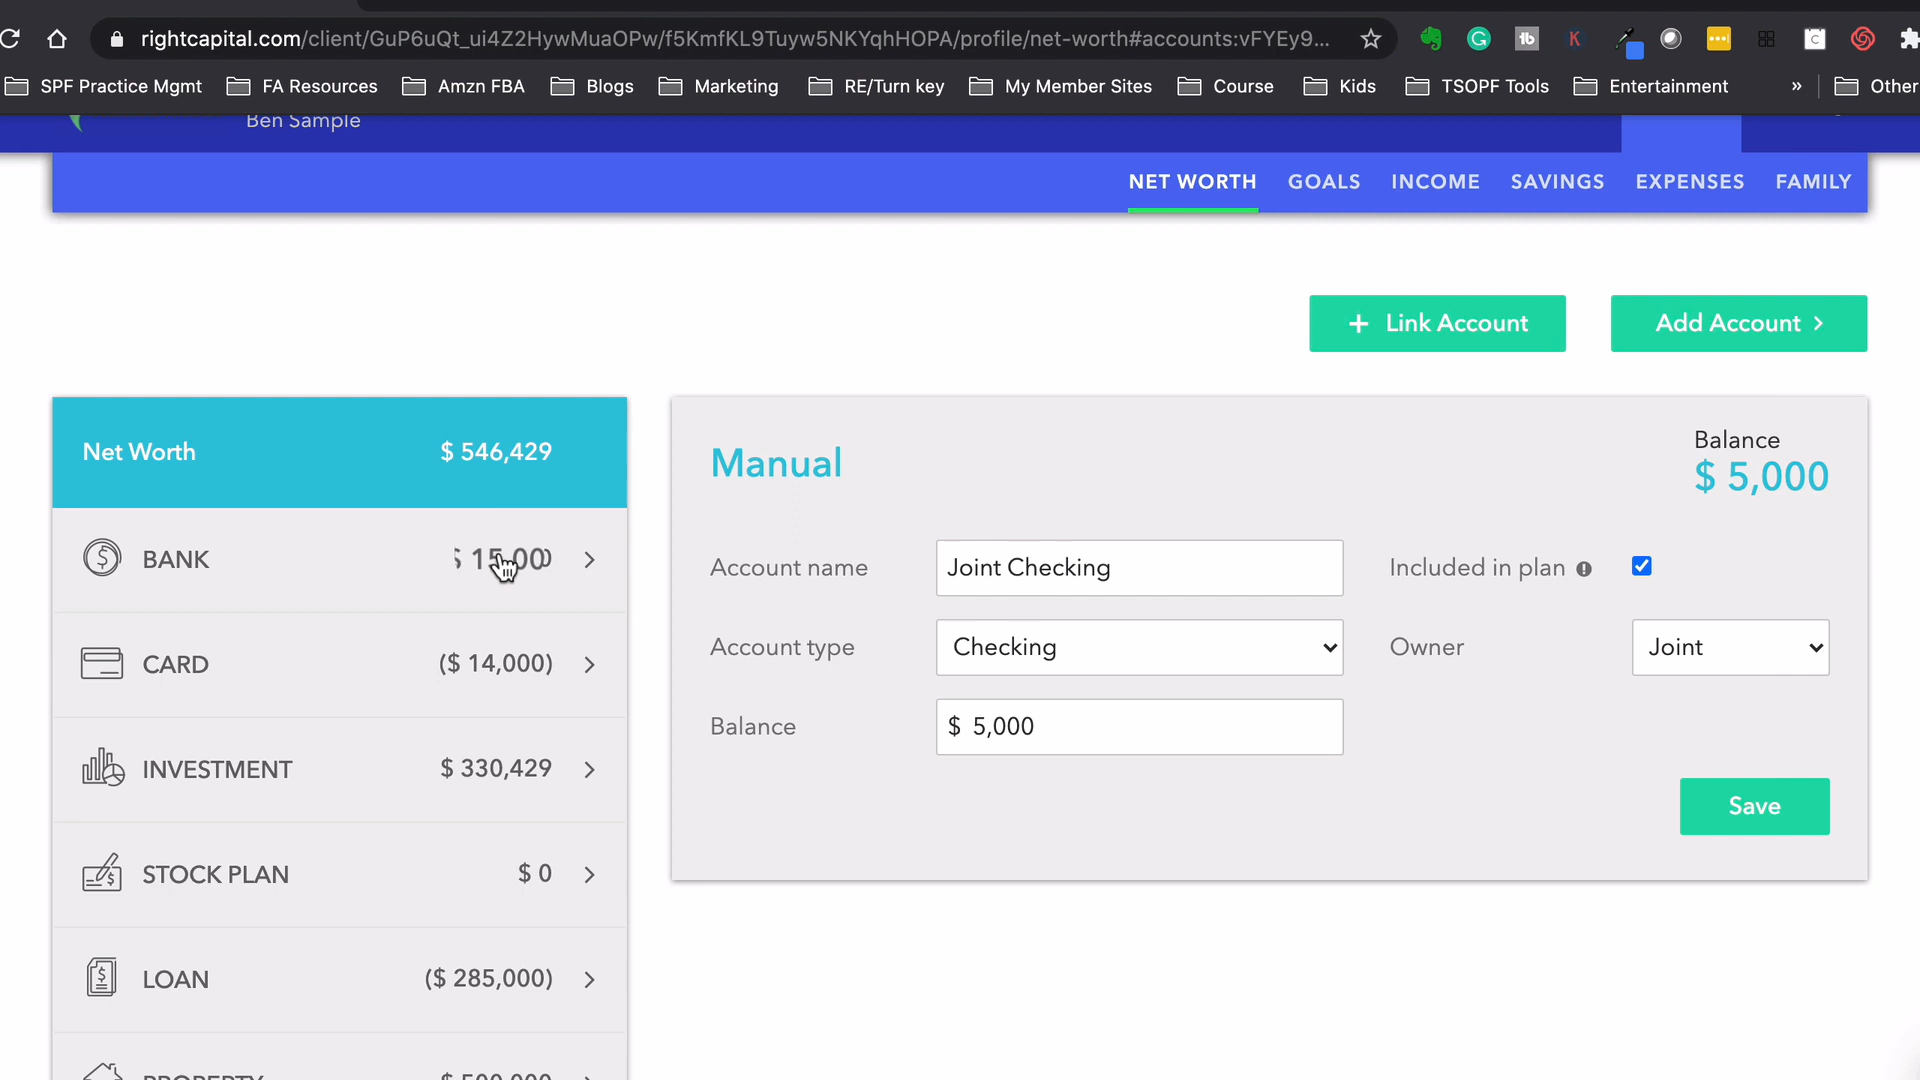 rightcapital.com/client/GuP6uQt_ui4Z2HywMuaOPw/f5KmfKL9Tuyw5NKYqhHOPA/profile/net-worth#accounts:vFYEy9...
SPF Practice Mgmt FA Resources Amzn FBA Blogs Marketing RE/Turn key My Member Sites Course Kids TSOPF Tools Entertainment » Other
Ben Sample
NET WORTH GOALS INCOME SAVINGS EXPENSES FAMILY
+ Link Account Add Account >
Net Worth $ 546,429
BANK
CARD ($ 14,000)
INVESTMENT $ 330,429
STOCK PLAN $ 0
LOAN ($ 285,000)
PROPERTY $ 500,000
Manual
Balance
$ 5,000
Account name Joint Checking Included in plan
Account type Checking Owner Joint
Balance $ 5,000
Save